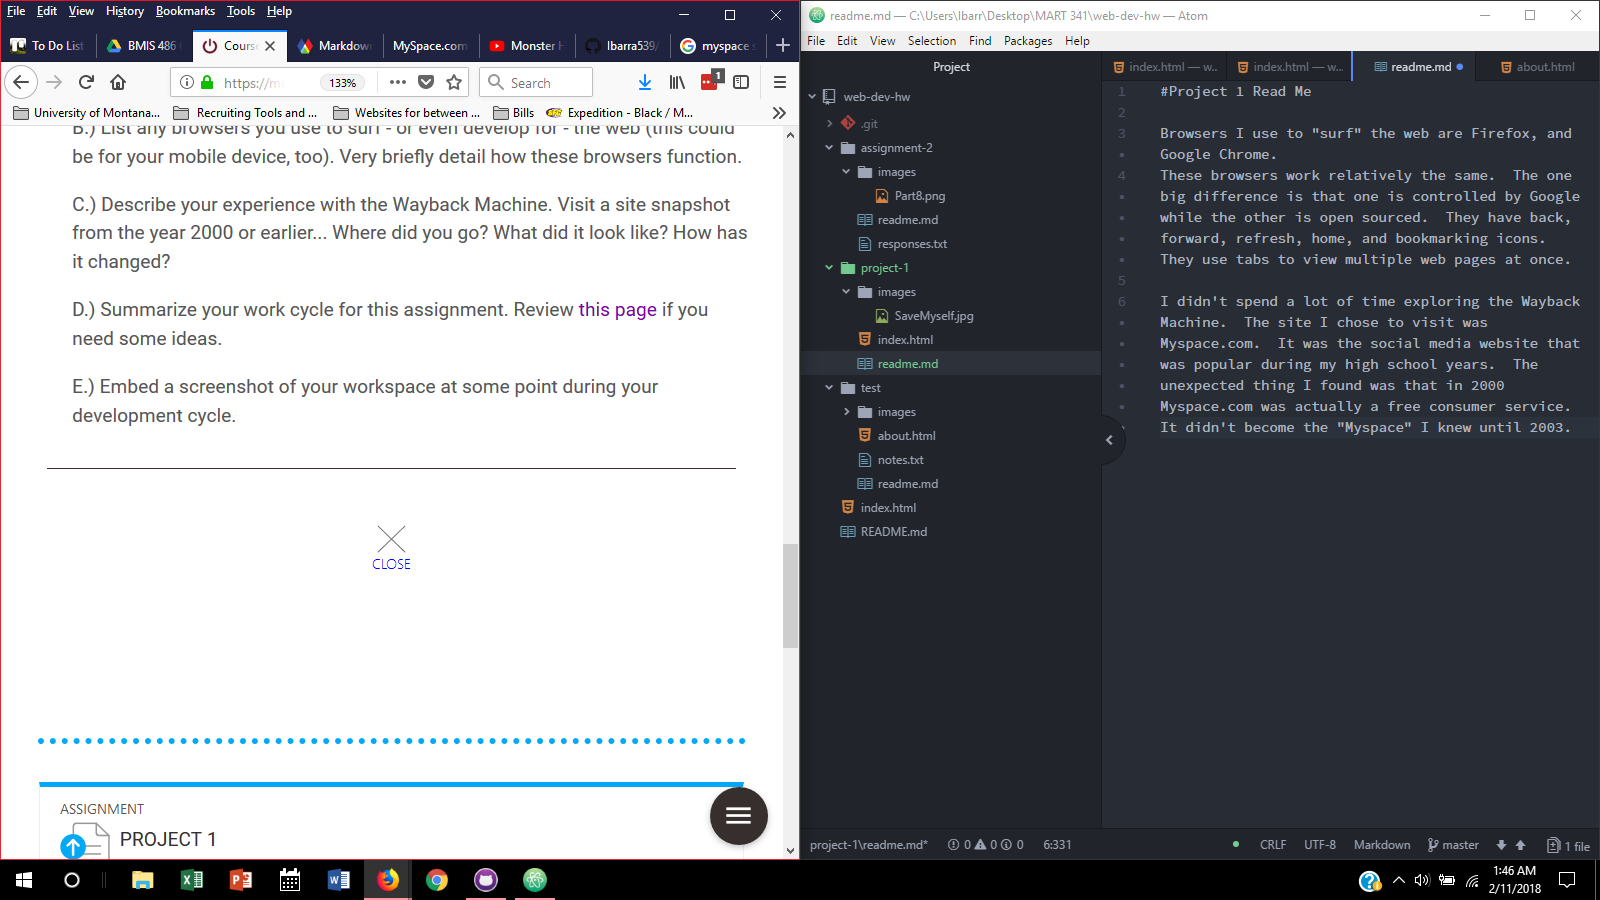 File Edit View History Bookmarks Tools Help
To Do List
BMIS 486
Course
Markdow
MySpace.com
Monster H
Ibarra539/
myspace s
https://m
133%
Search
1
University of Montana...
Recruiting Tools and ...
Websites for between ...
Bills
Expedition - Black / M...
B.) List any browsers you use to surf - or even develop for - the web (this could
be for your mobile device, too). Very briefly detail how these browsers function.
C.) Describe your experience with the Wayback Machine. Visit a site snapshot
from the year 2000 or earlier... Where did you go? What did it look like? How has
it changed?
D.) Summarize your work cycle for this assignment. Review this page if you
need some ideas.
E.) Embed a screenshot of your workspace at some point during your
development cycle.
CLOSE
ASSIGNMENT
PROJECT 1
readme.md — C:\Users\lbarr\Desktop\MART 341\web-dev-hw — Atom
File Edit View Selection Find Packages Help
Project
web-dev-hw
.git
assignment-2
images
Part8.png
readme.md
responses.txt
project-1
images
SaveMyself.jpg
index.html
readme.md
test
images
about.html
notes.txt
readme.md
index.html
README.md
index.html — w...
index.html — w...
readme.md
about.html
1 #Project 1 Read Me
2
3 Browsers I use to "surf" the web are Firefox, and
Google Chrome.
4 These browsers work relatively the same.  The one
big difference is that one is controlled by Google
while the other is open sourced.  They have back,
forward, refresh, home, and bookmarking icons.
They use tabs to view multiple web pages at once.
5
6 I didn't spend a lot of time exploring the Wayback
Machine.  The site I chose to visit was
Myspace.com.  It was the social media website that
was popular during my high school years.  The
unexpected thing I found was that in 2000
Myspace.com was actually a free consumer service.
It didn't become the "Myspace" I knew until 2003.
project-1\readme.md*
0 0 0
6:331
CRLF
UTF-8
Markdown
master
1 file
1:46 AM
2/11/2018